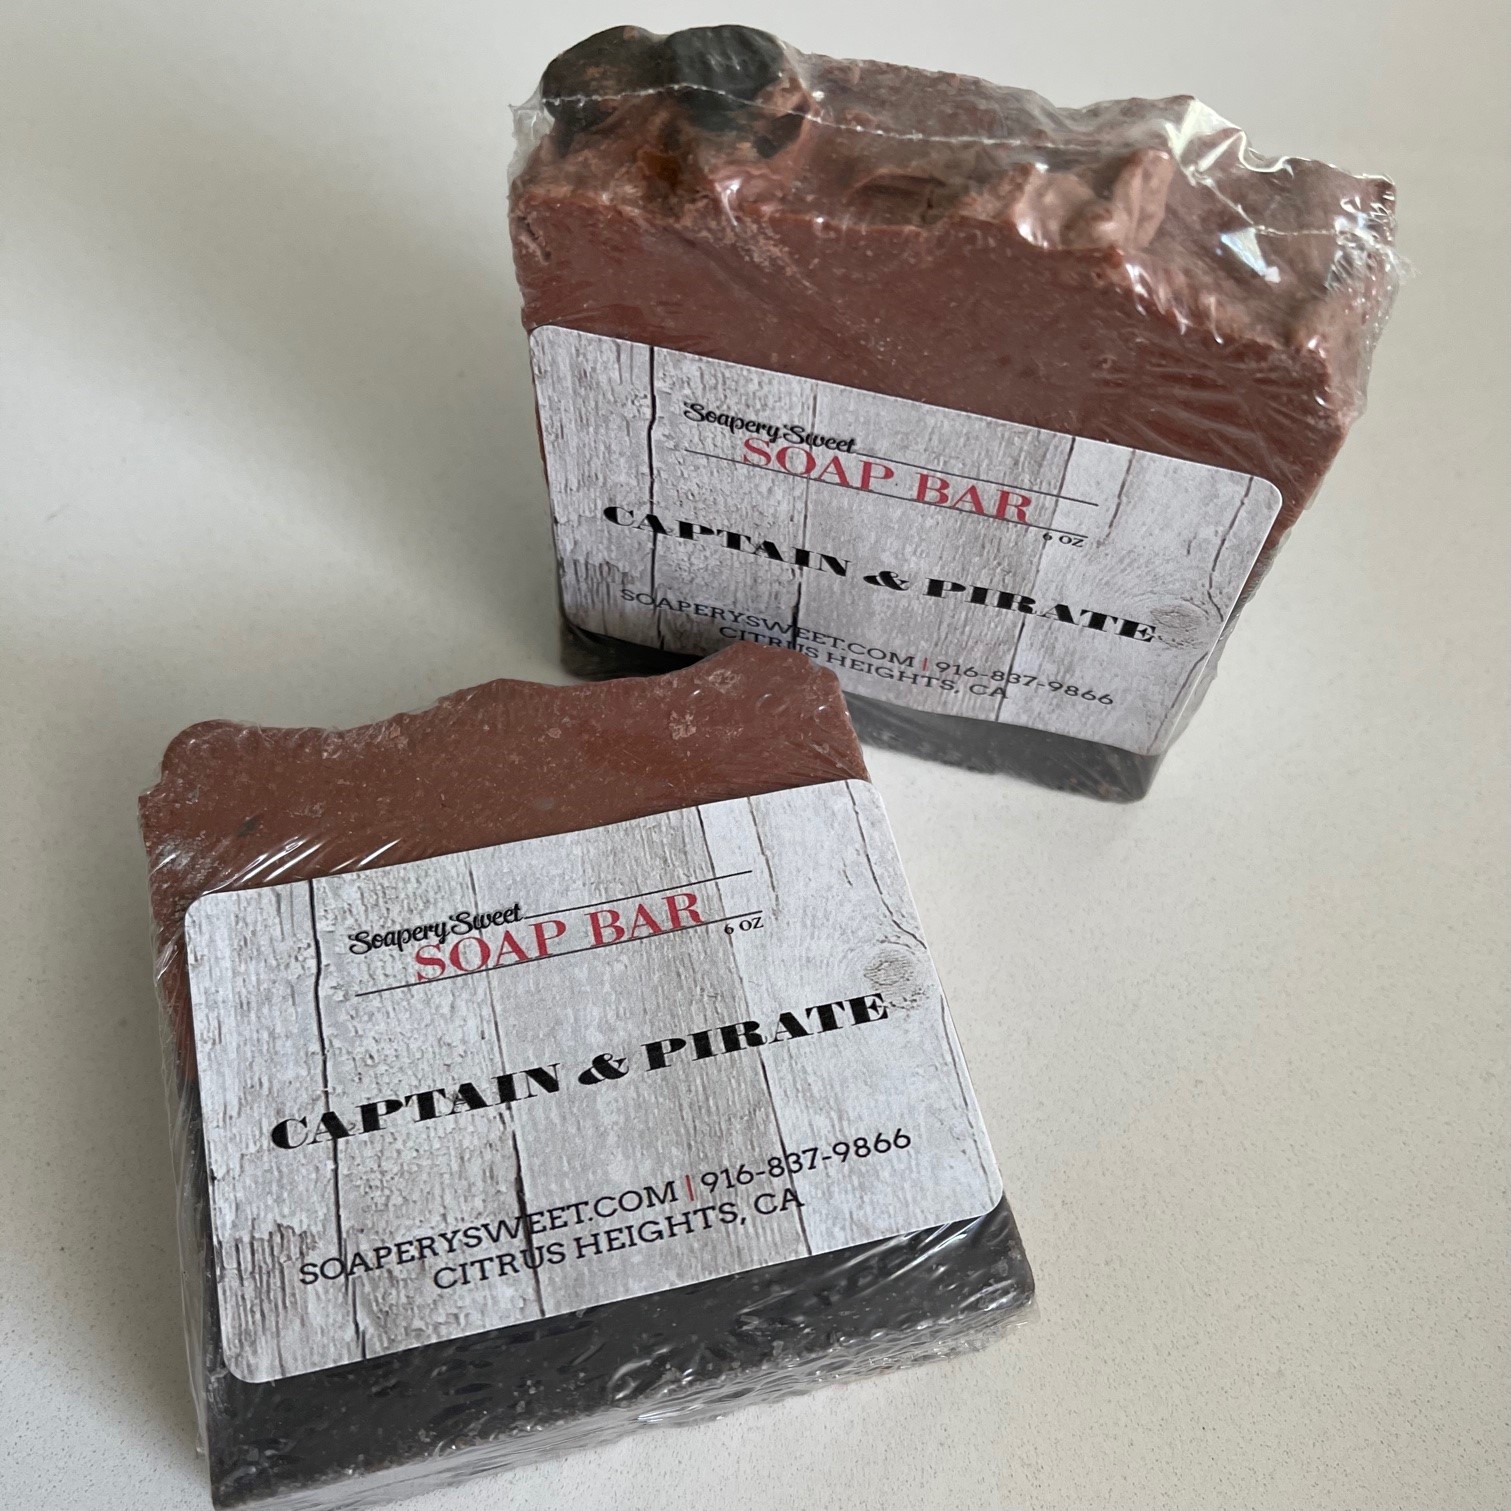 Soapery Sweet
SOAP BAR
6 OZ
CAPTAIN & PIRATE
SOAPERYSWEET.COM | 916-837-9866
CITRUS HEIGHTS, CA
Soapery Sweet
SOAP BAR
6 OZ
CAPTAIN & PIRATE
SOAPERYSWEET.COM | 916-837-9866
CITRUS HEIGHTS, CA